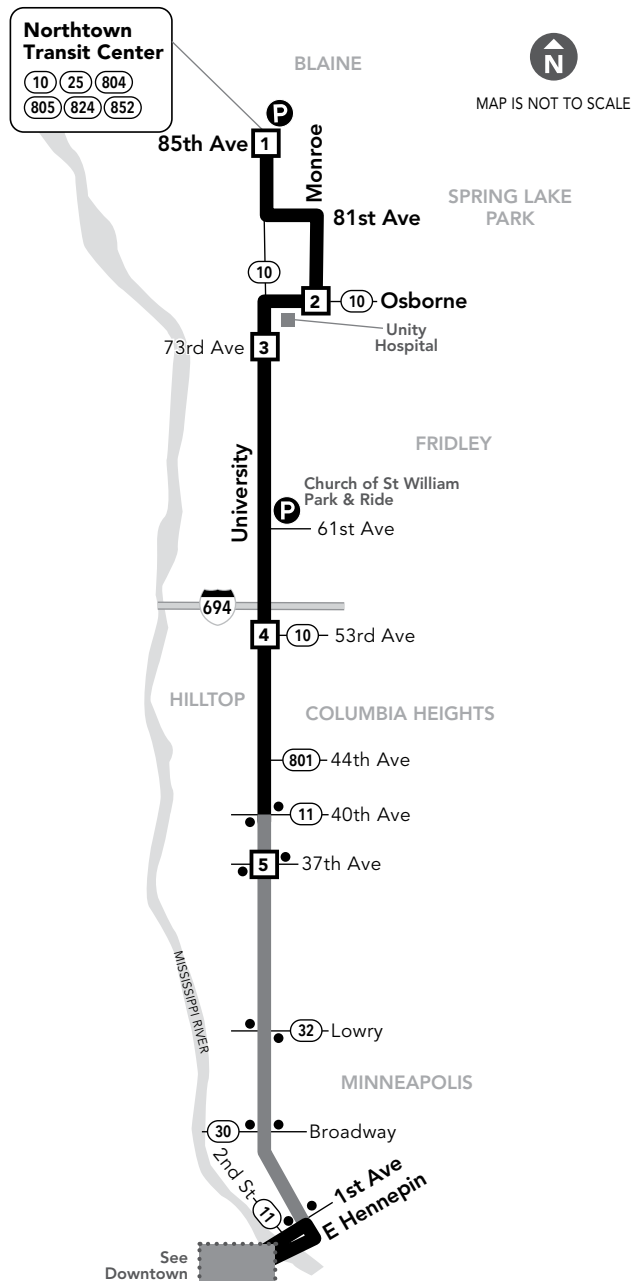 Northtown
Transit Center
10 25 804
805 824 852
BLAINE
N
MAP IS NOT TO SCALE
P
85th Ave
1
Monroe
SPRING LAKE
PARK
81st Ave
10
2
10
Osborne
Unity
Hospital
73rd Ave
3
FRIDLEY
University
Church of St William
Park & Ride
P
61st Ave
694
4
10
53rd Ave
HILLTOP
COLUMBIA HEIGHTS
801
44th Ave
11
40th Ave
5
37th Ave
MISSISSIPPI RIVER
32
Lowry
MINNEAPOLIS
30
Broadway
2nd St
11
1st Ave
E Hennepin
See
Downtown